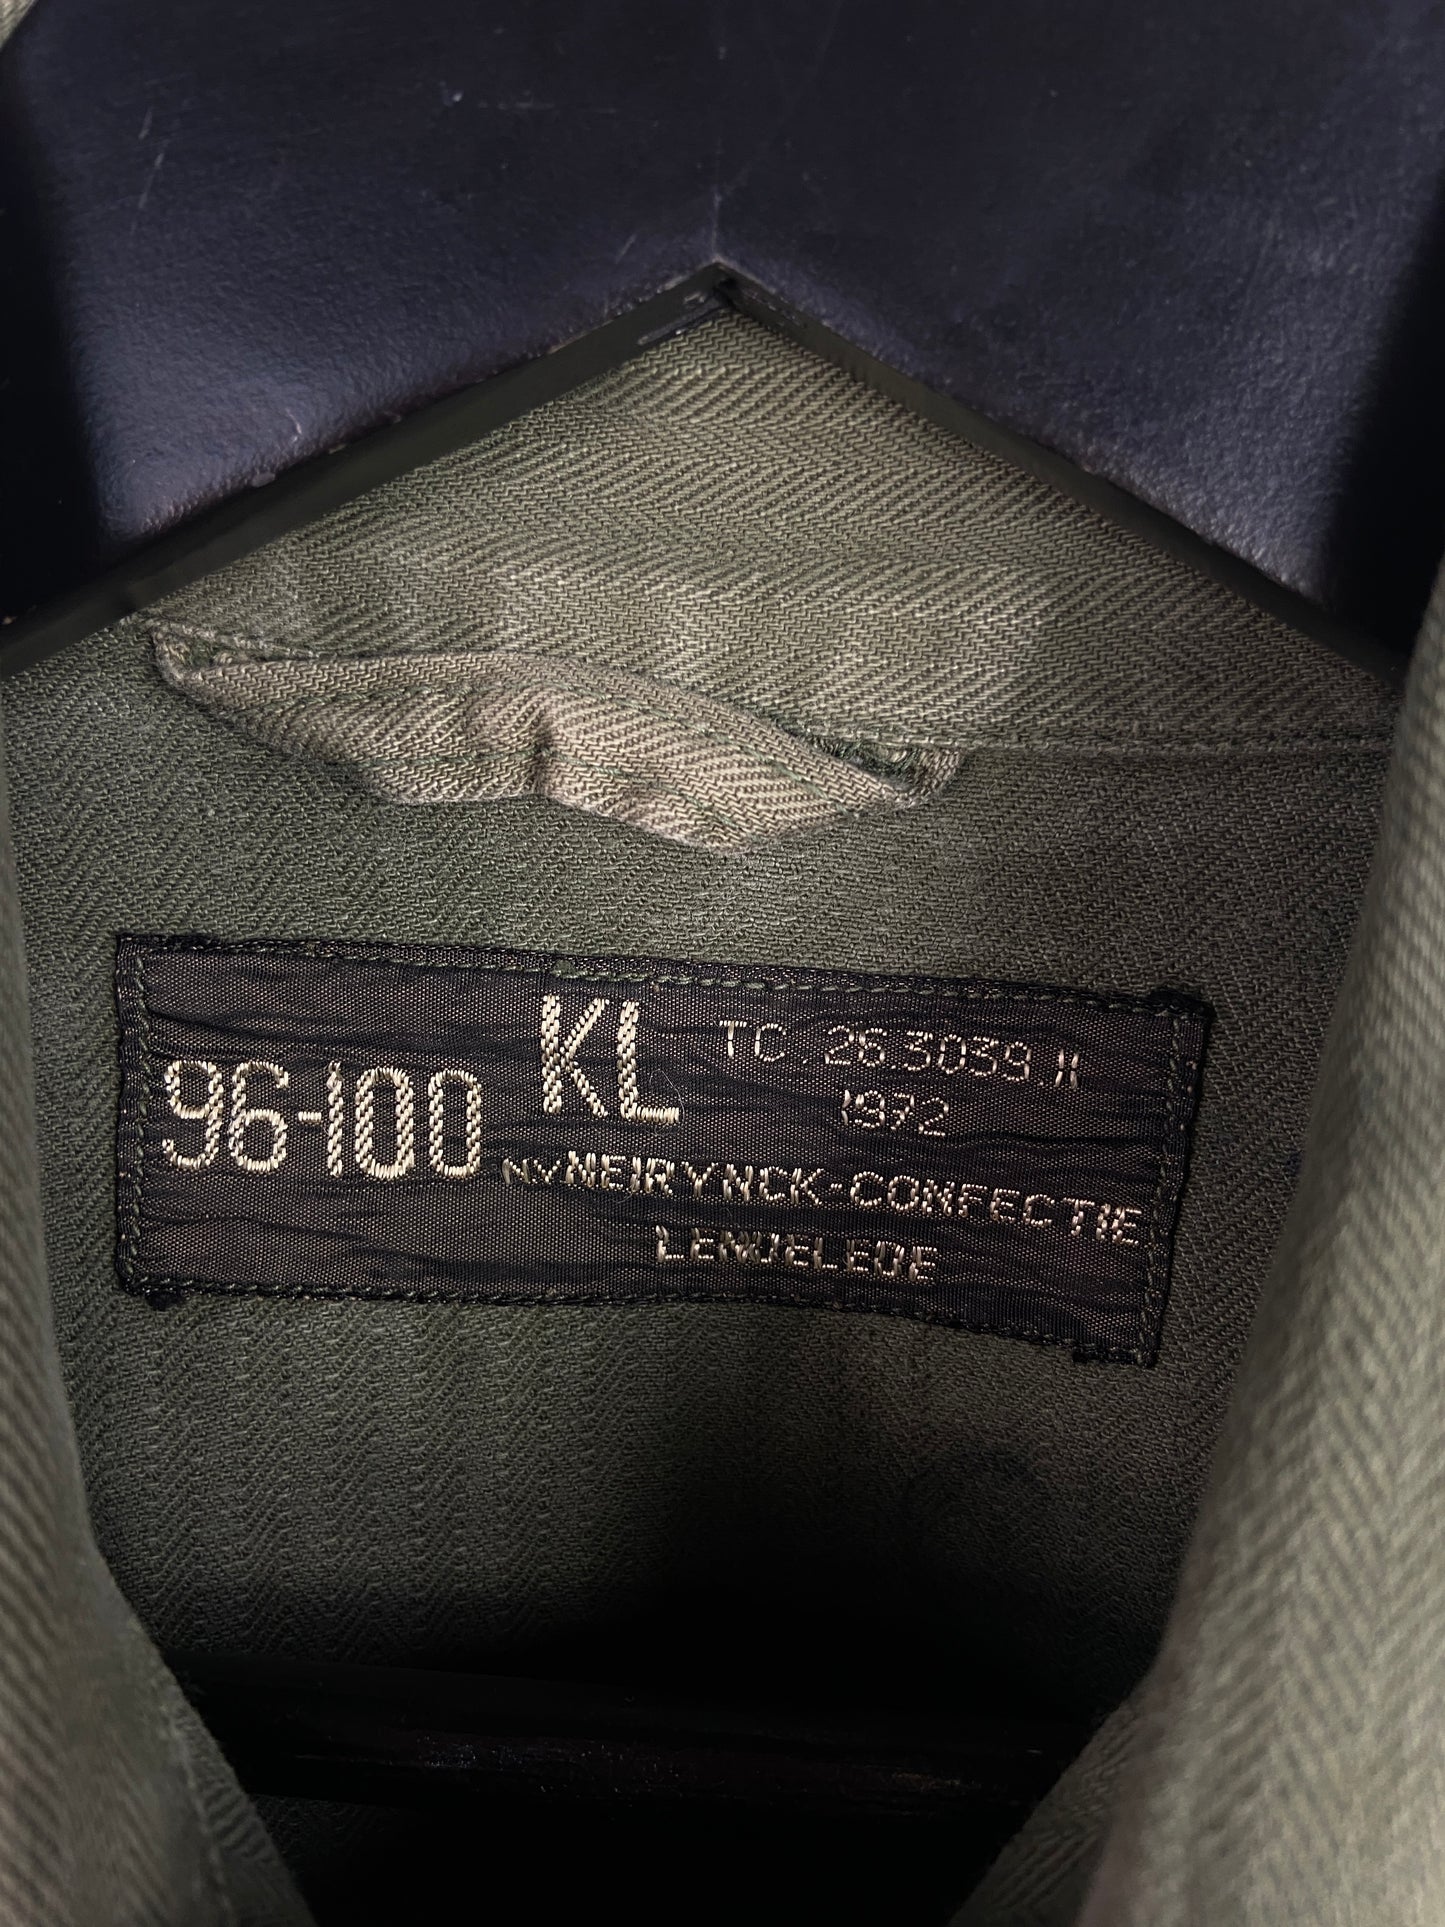 96-100 KL TC. 26.3039.II
1972
NV NEIRYNCK-CONFECTIE
LENDELEDE